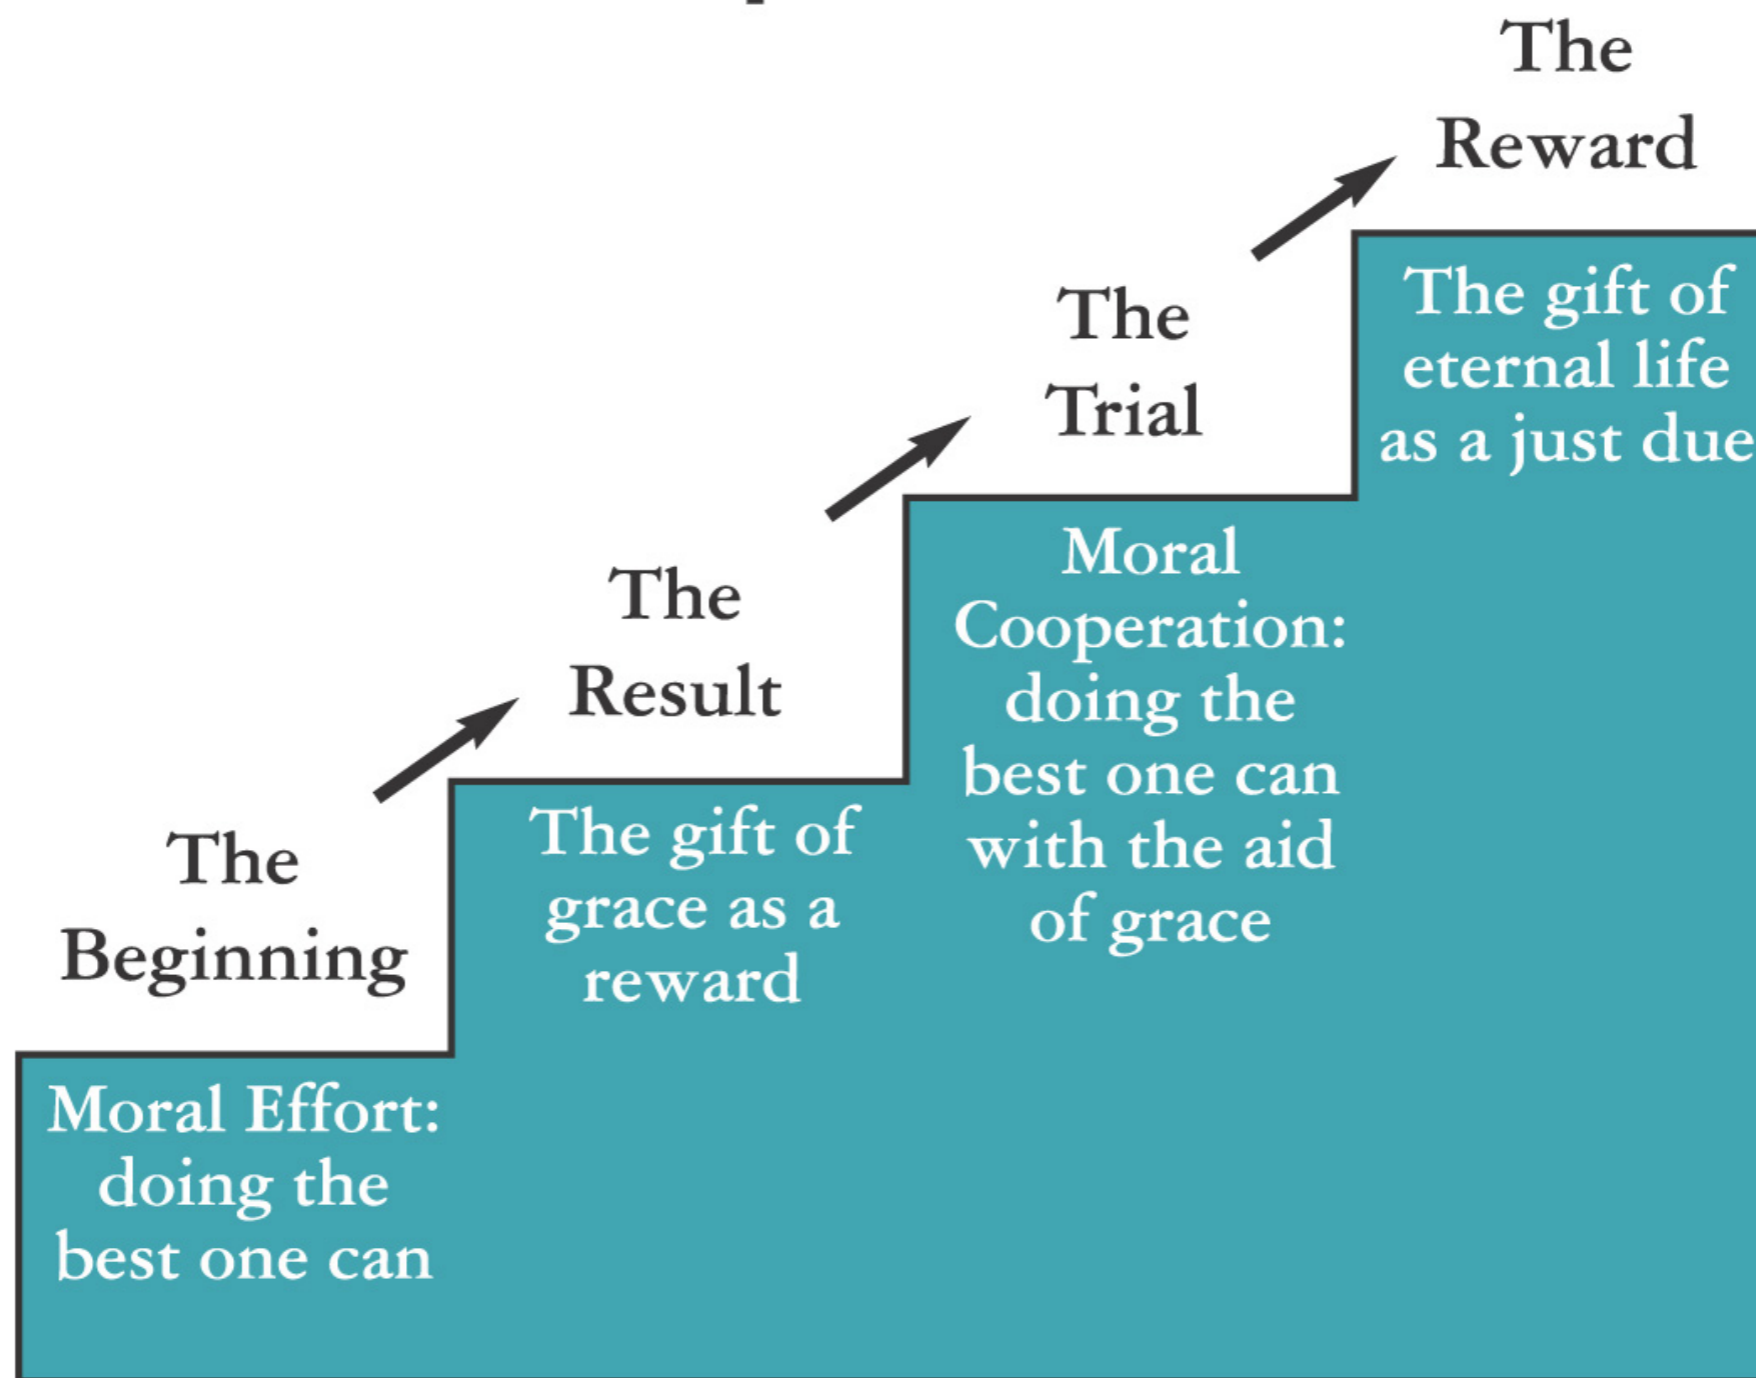 The
Beginning
Moral Effort:
doing the
best one can
The
Result
The gift of
grace as a
reward
The
Trial
Moral
Cooperation:
doing the
best one can
with the aid
of grace
The
Reward
The gift of
eternal life
as a just due